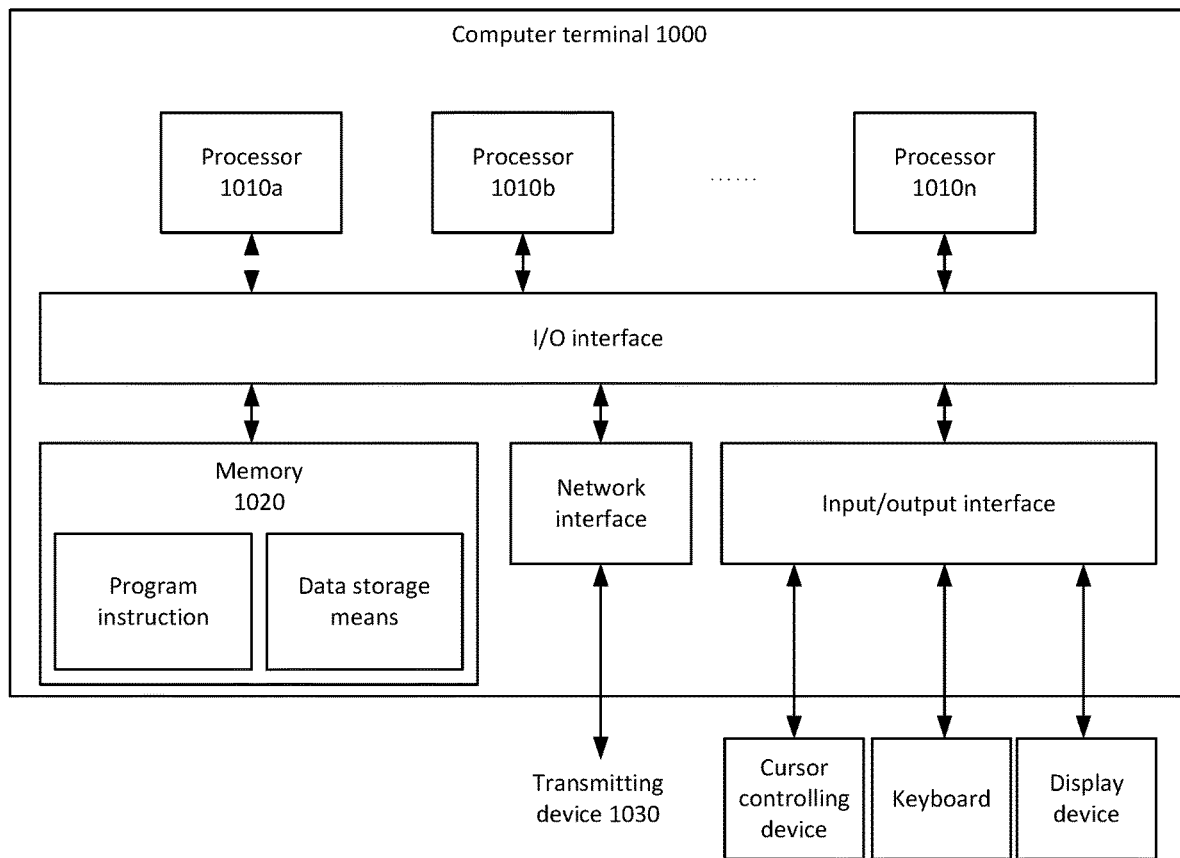 Computer terminal 1000
Processor
1010a
Processor
1010b
......
Processor
1010n
I/O interface
Memory
1020
Program
instruction
Data storage
means
Network
interface
Input/output interface
Transmitting
device 1030
Cursor
controlling
device
Keyboard
Display
device